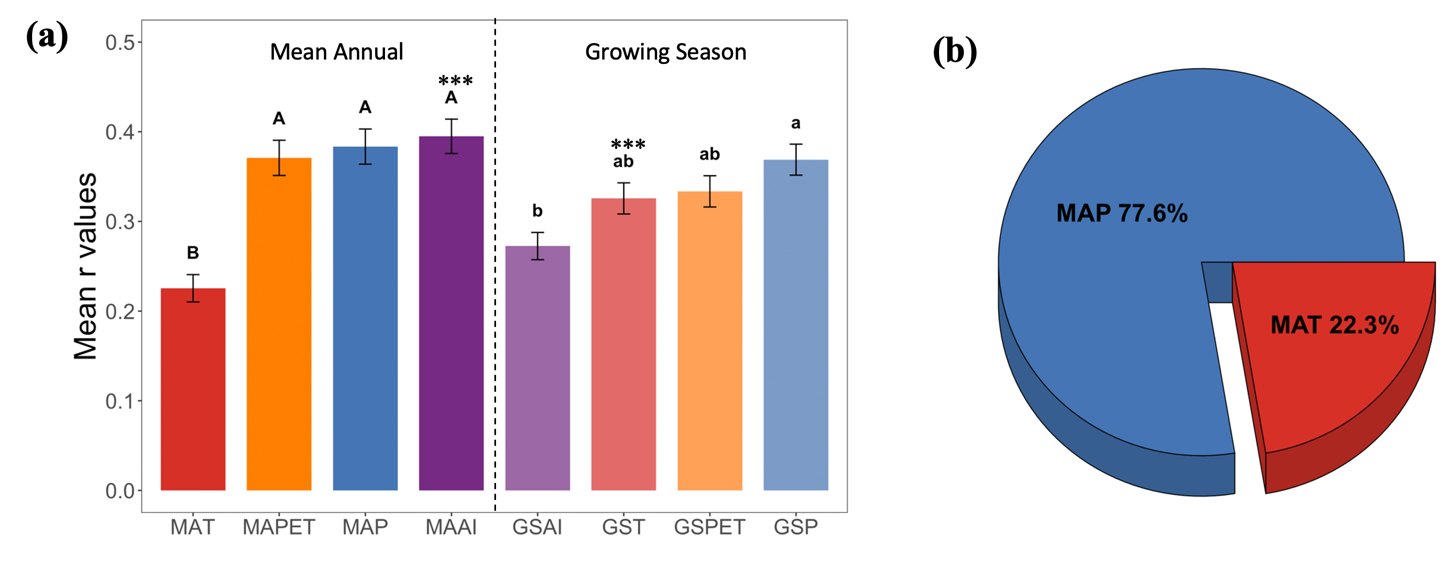 (a)
Mean Annual
Growing Season
Mean r values
0.5
0.4
0.3
0.2
0.1
0.0
B
A
A
***
A
b
***
ab
ab
a
MAT MAPET MAP MAAI GSAI GST GSPET GSP
(b)
MAP 77.6%
MAT 22.3%